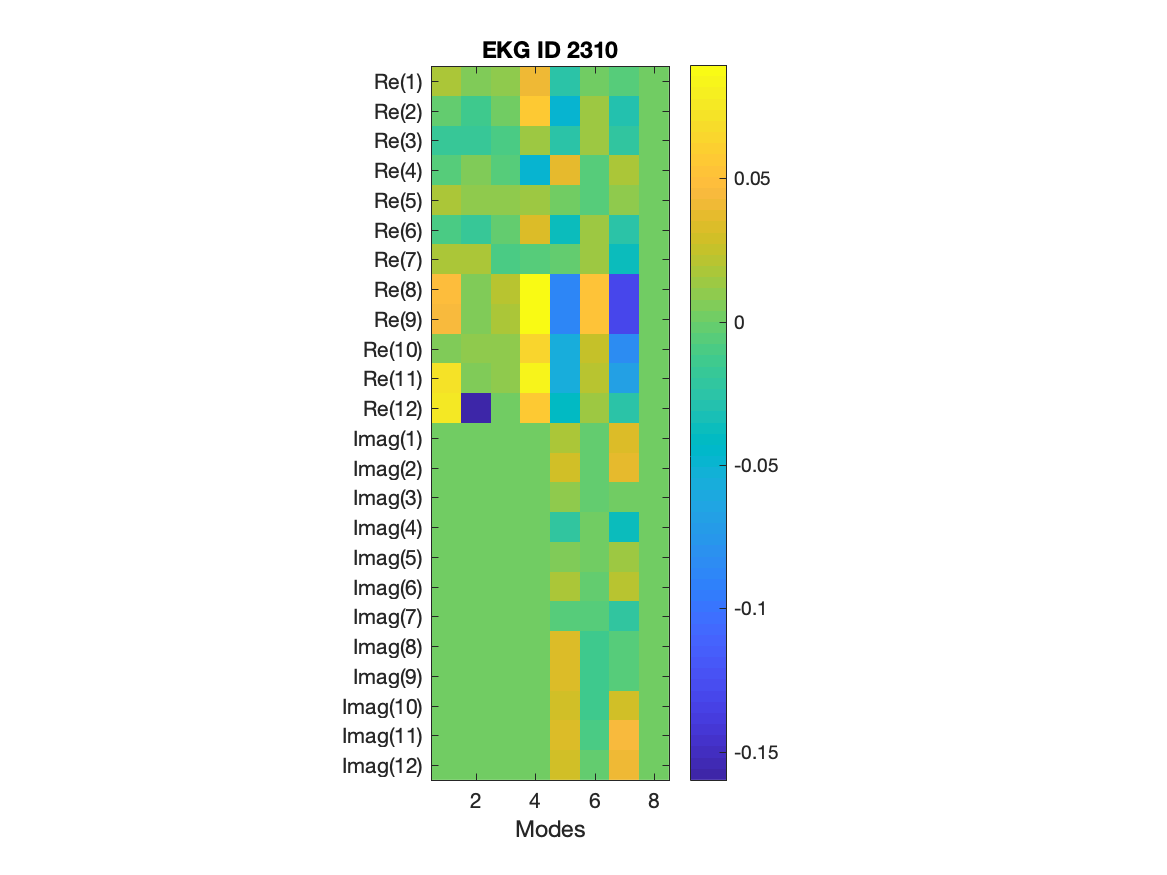 EKG ID 2310
Re(1)
Re(2)
Re(3)
Re(4)
Re(5)
Re(6)
Re(7)
Re(8)
Re(9)
Re(10)
Re(11)
Re(12)
Imag(1)
Imag(2)
Imag(3)
Imag(4)
Imag(5)
Imag(6)
Imag(7)
Imag(8)
Imag(9)
Imag(10)
Imag(11)
Imag(12)
2 4 6 8
Modes
0.05
0
-0.05
-0.1
-0.15